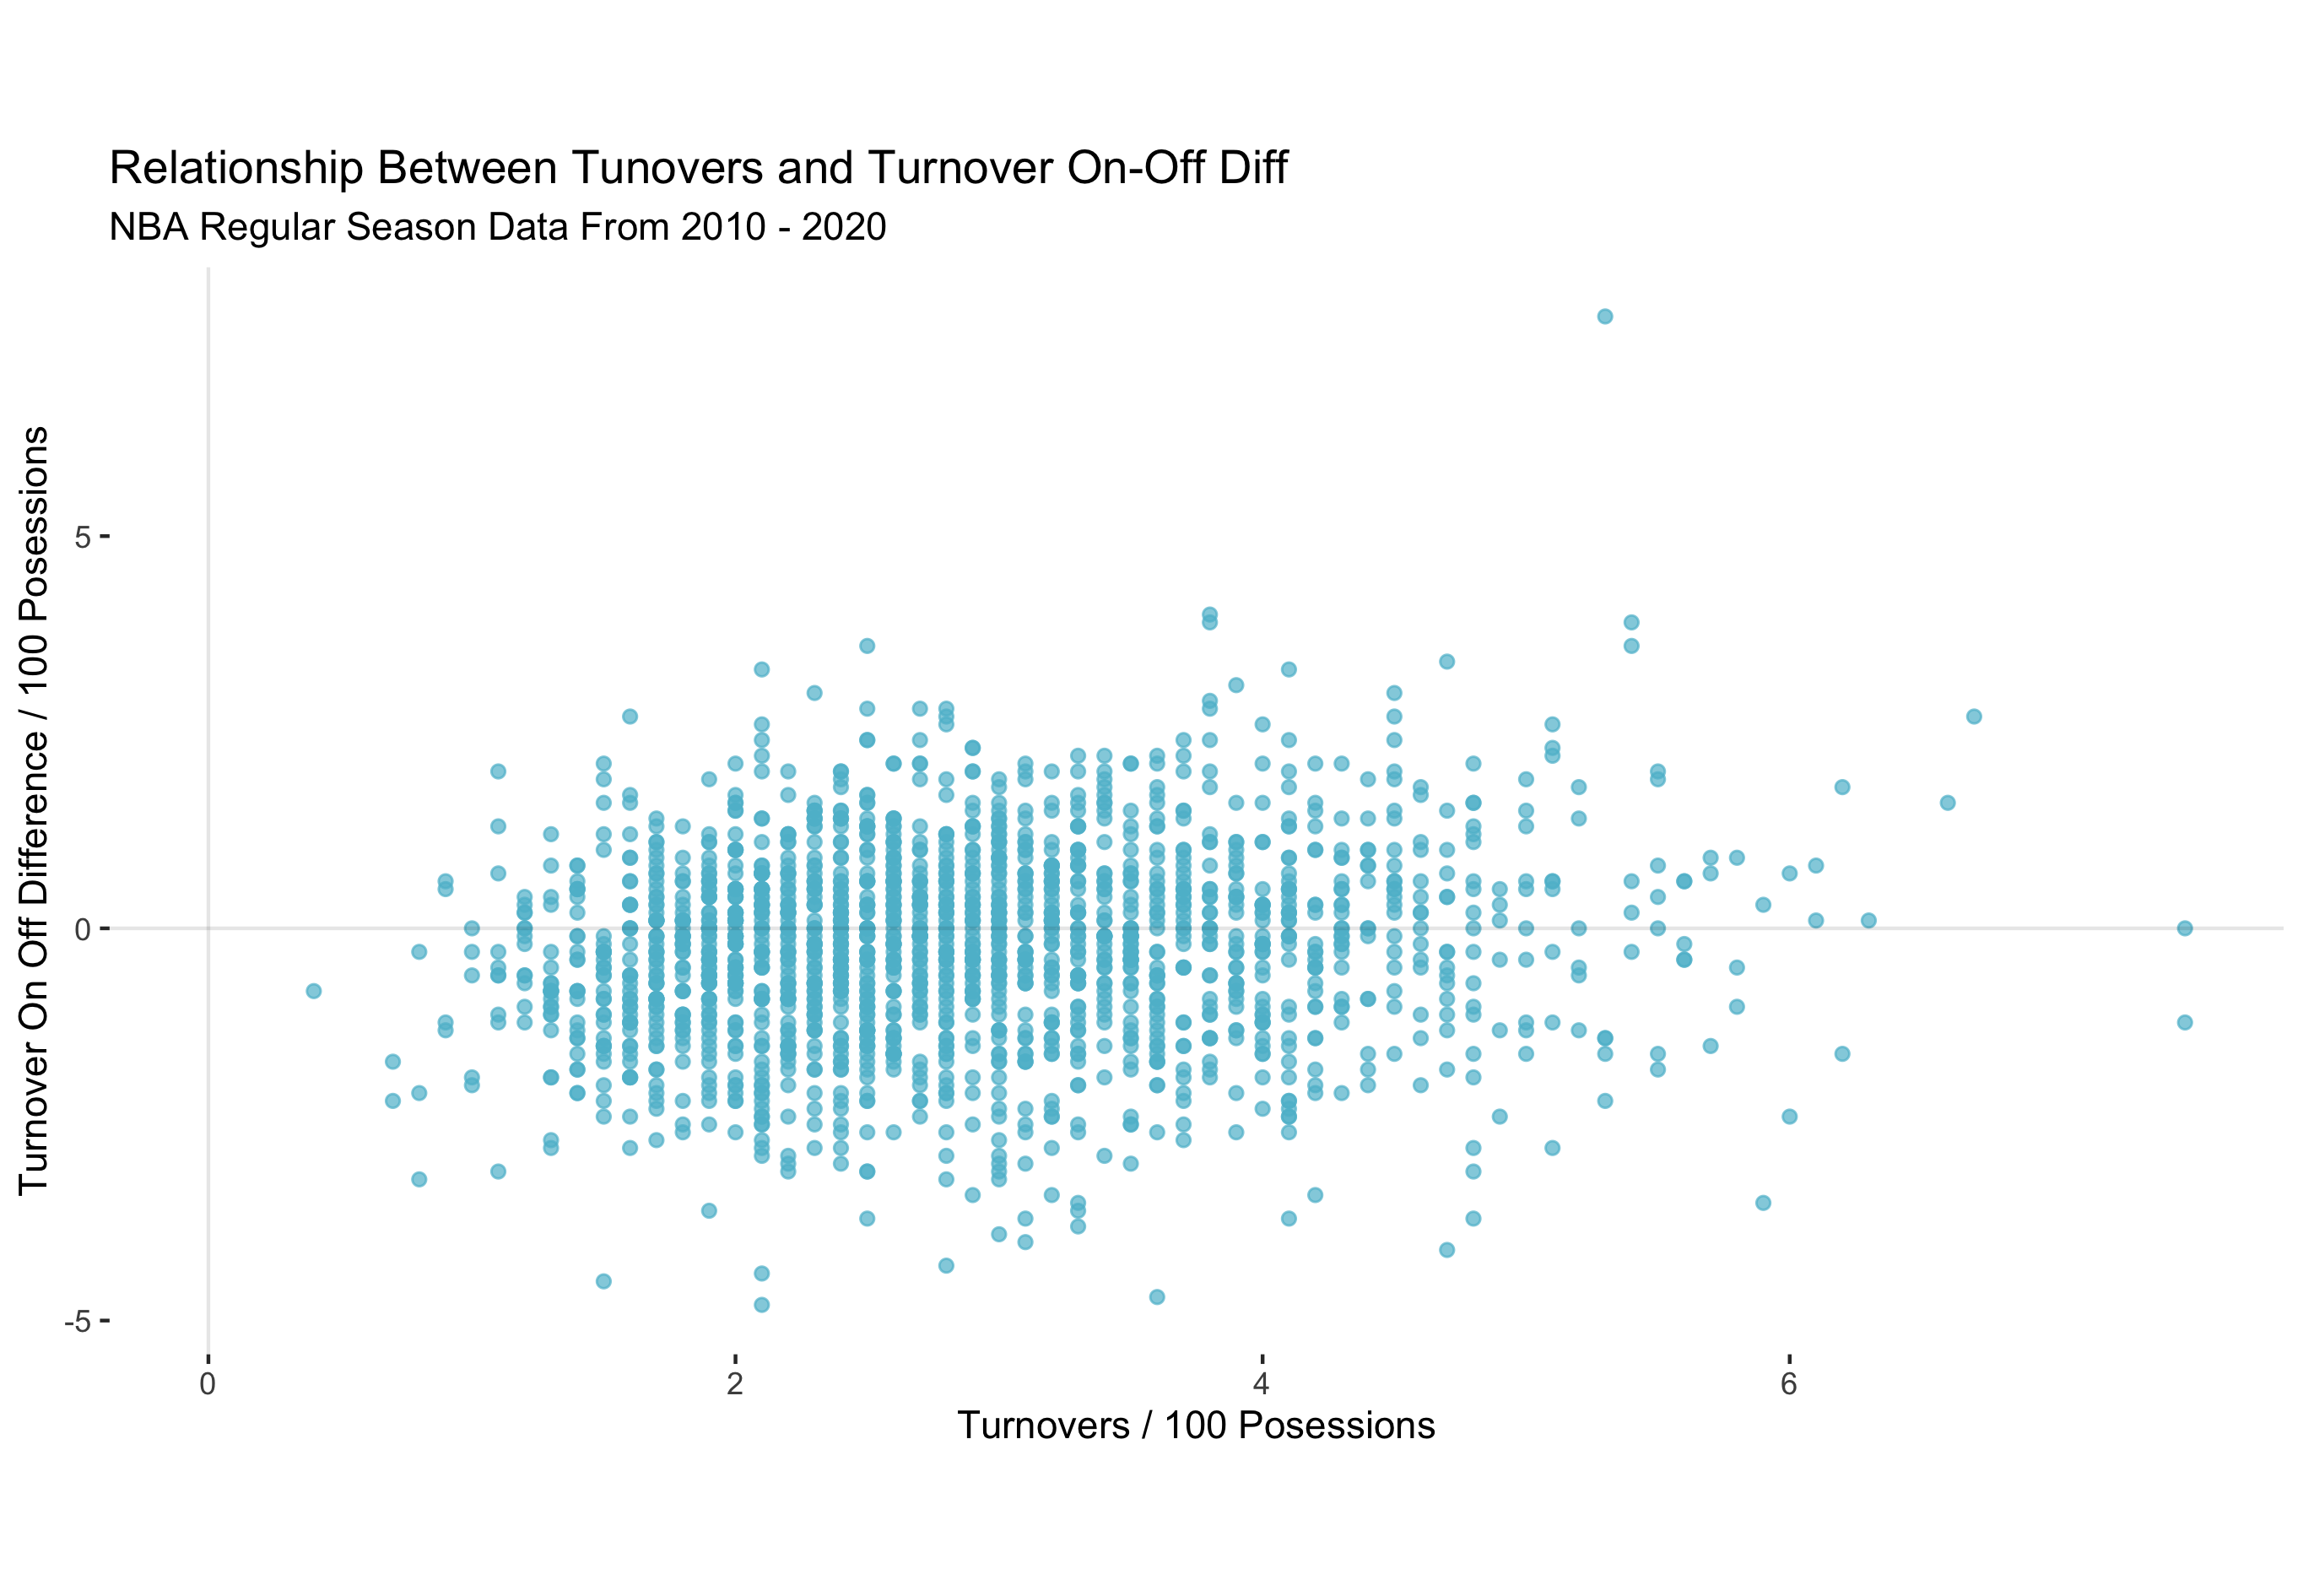 Relationship Between Tunovers and Turnover On-Off Diff
NBA Regular Season Data From 2010 - 2020
Turnover On Off Difference / 100 Posessions
5
0
-5
0
2
4
6
Turnovers / 100 Posessions